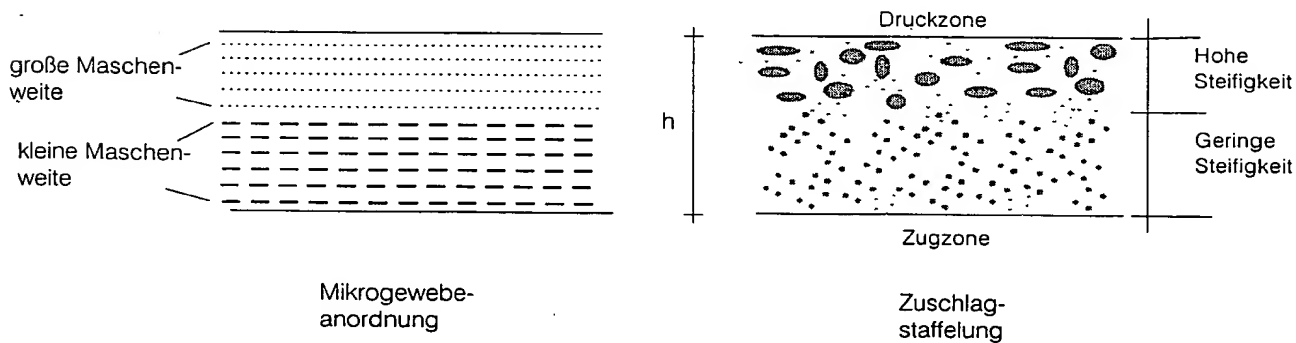 große Maschen-
weite
kleine Maschen-
weite
Mikrogewebe-
anordnung
h
Druckzone
Hohe
Steifigkeit
Geringe
Steifigkeit
Zugzone
Zuschlag-
staffelung